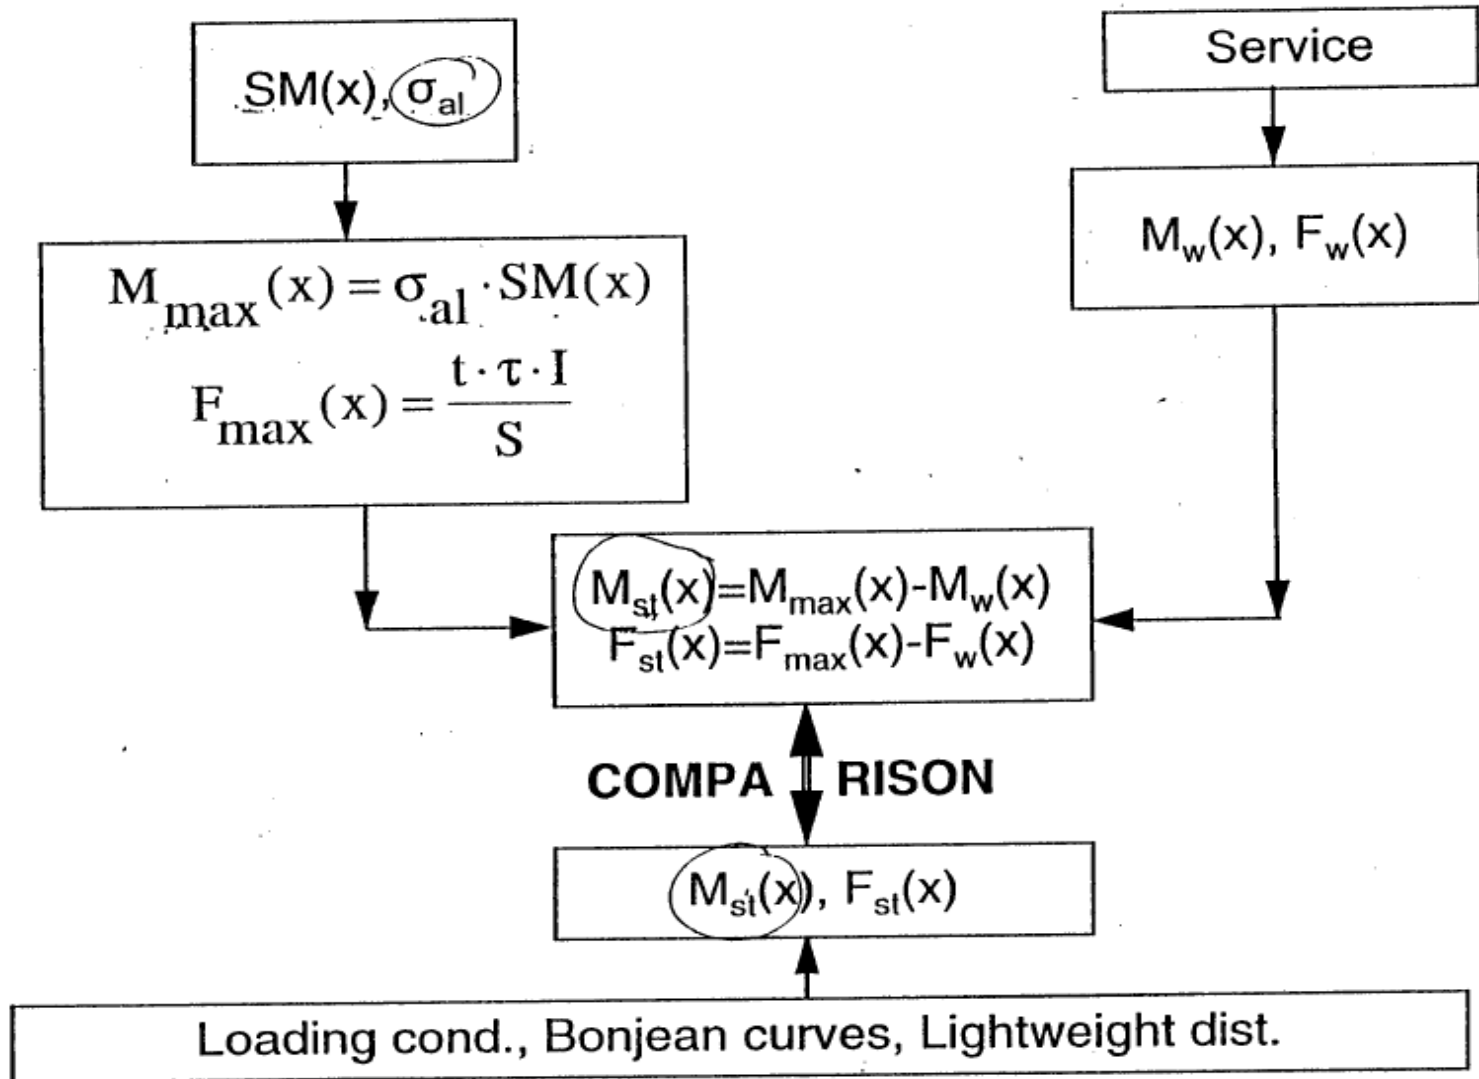 SM(x), σal
Service
Mmax(x) = σal · SM(x)
Fmax(x) = t · τ · I / S
Mw(x), Fw(x)
Mst(x)=Mmax(x)-Mw(x)
Fst(x)=Fmax(x)-Fw(x)
COMPA RISON
Mst(x), Fst(x)
Loading cond., Bonjean curves, Lightweight dist.